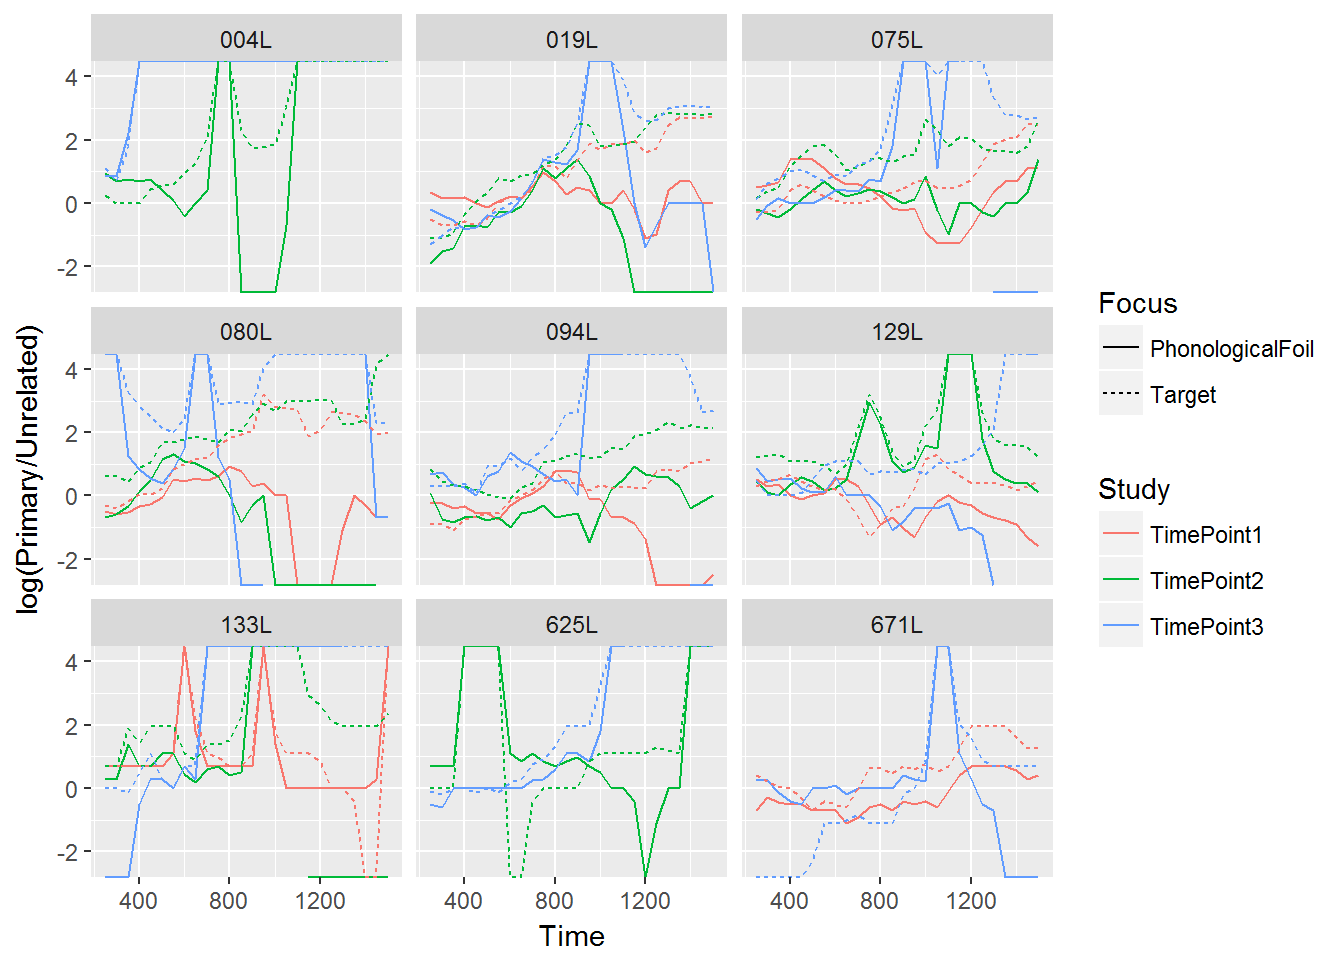 004L
019L
075L
4
2
0
-2
080L
094L
129L
4
2
0
-2
133L
625L
671L
4
2
0
-2
400 800 1200
400 800 1200
400 800 1200
Time
log(Primary/Unrelated)
Focus
PhonologicalFoil
Target
Study
TimePoint1
TimePoint2
TimePoint3